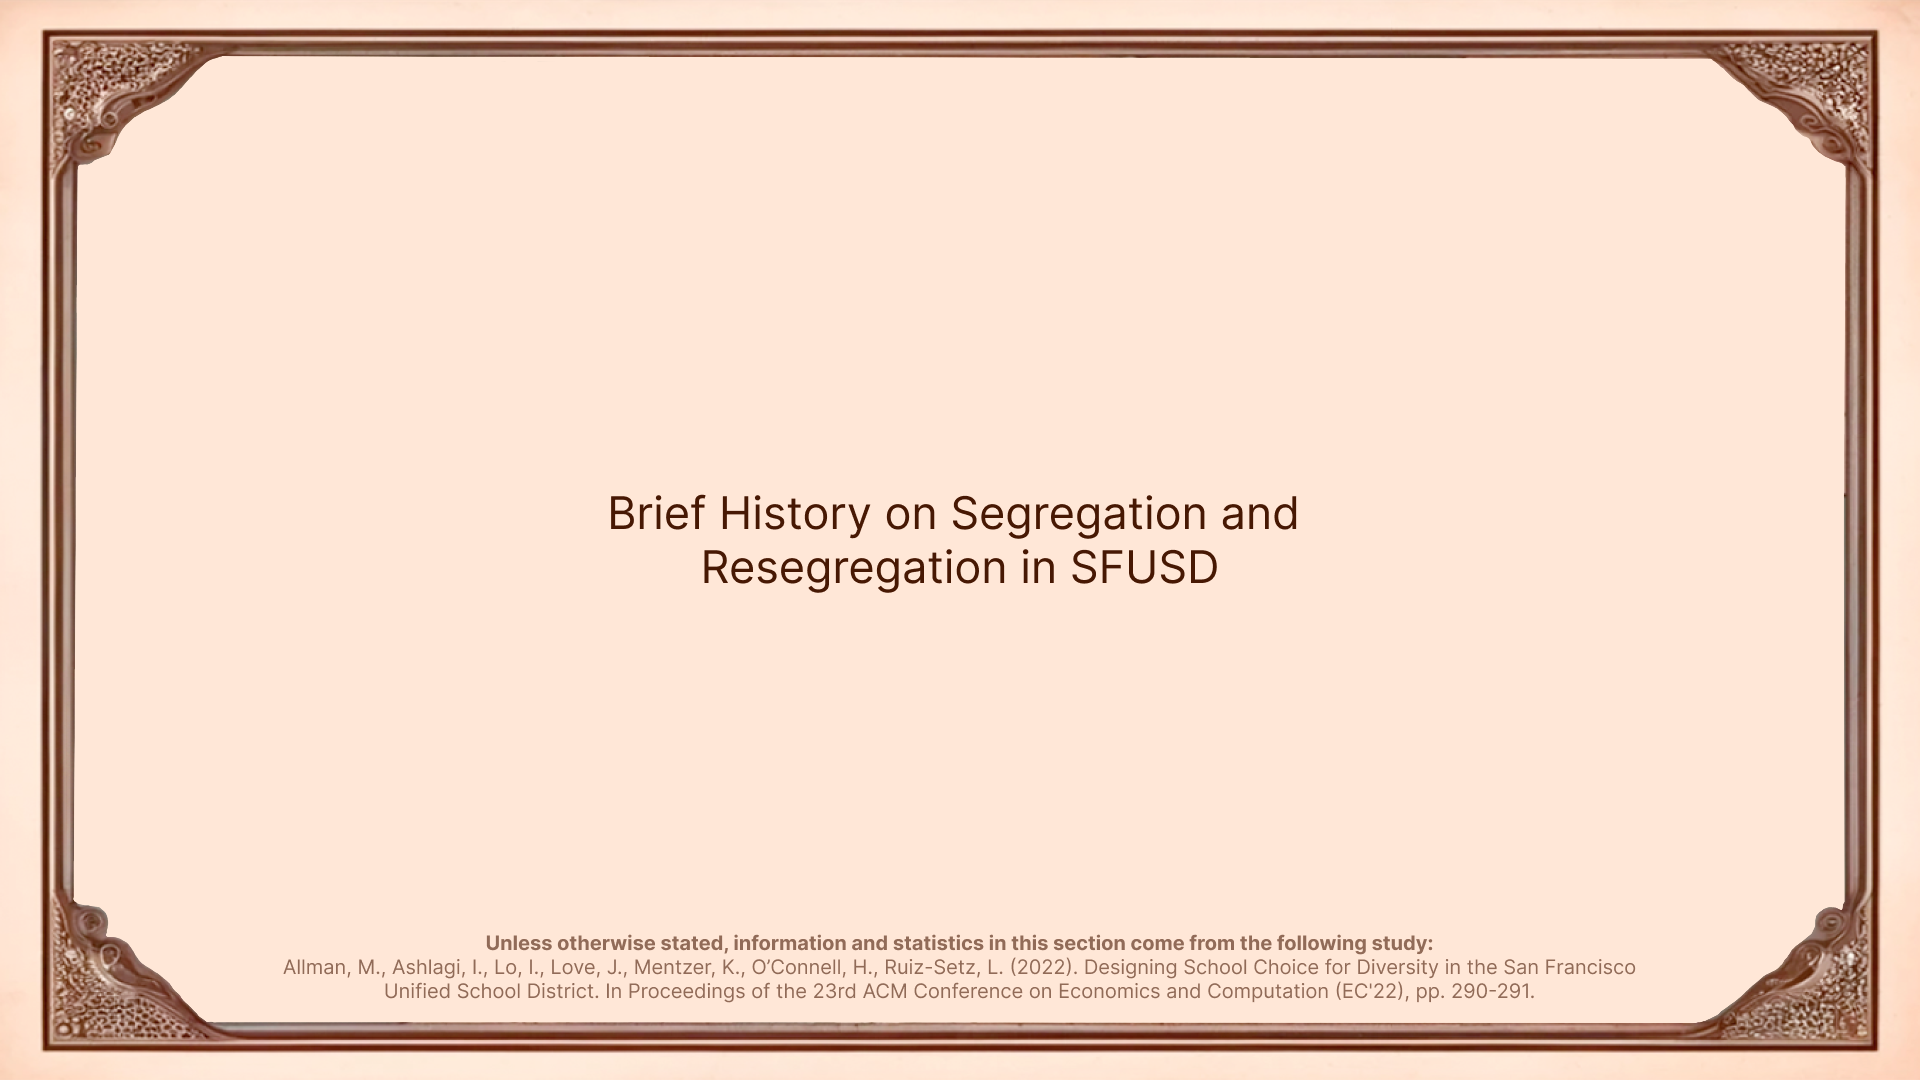 Brief History on Segregation and
Resegregation in SFUSD
Unless otherwise stated, information and statistics in this section come from the following study:
Allman, M., Ashlagi, I., Lo, I., Love, J., Mentzer, K., O’Connell, H., Ruiz-Setz, L. (2022). Designing School Choice for Diversity in the San Francisco
Unified School District. In Proceedings of the 23rd ACM Conference on Economics and Computation (EC'22), pp. 290-291.